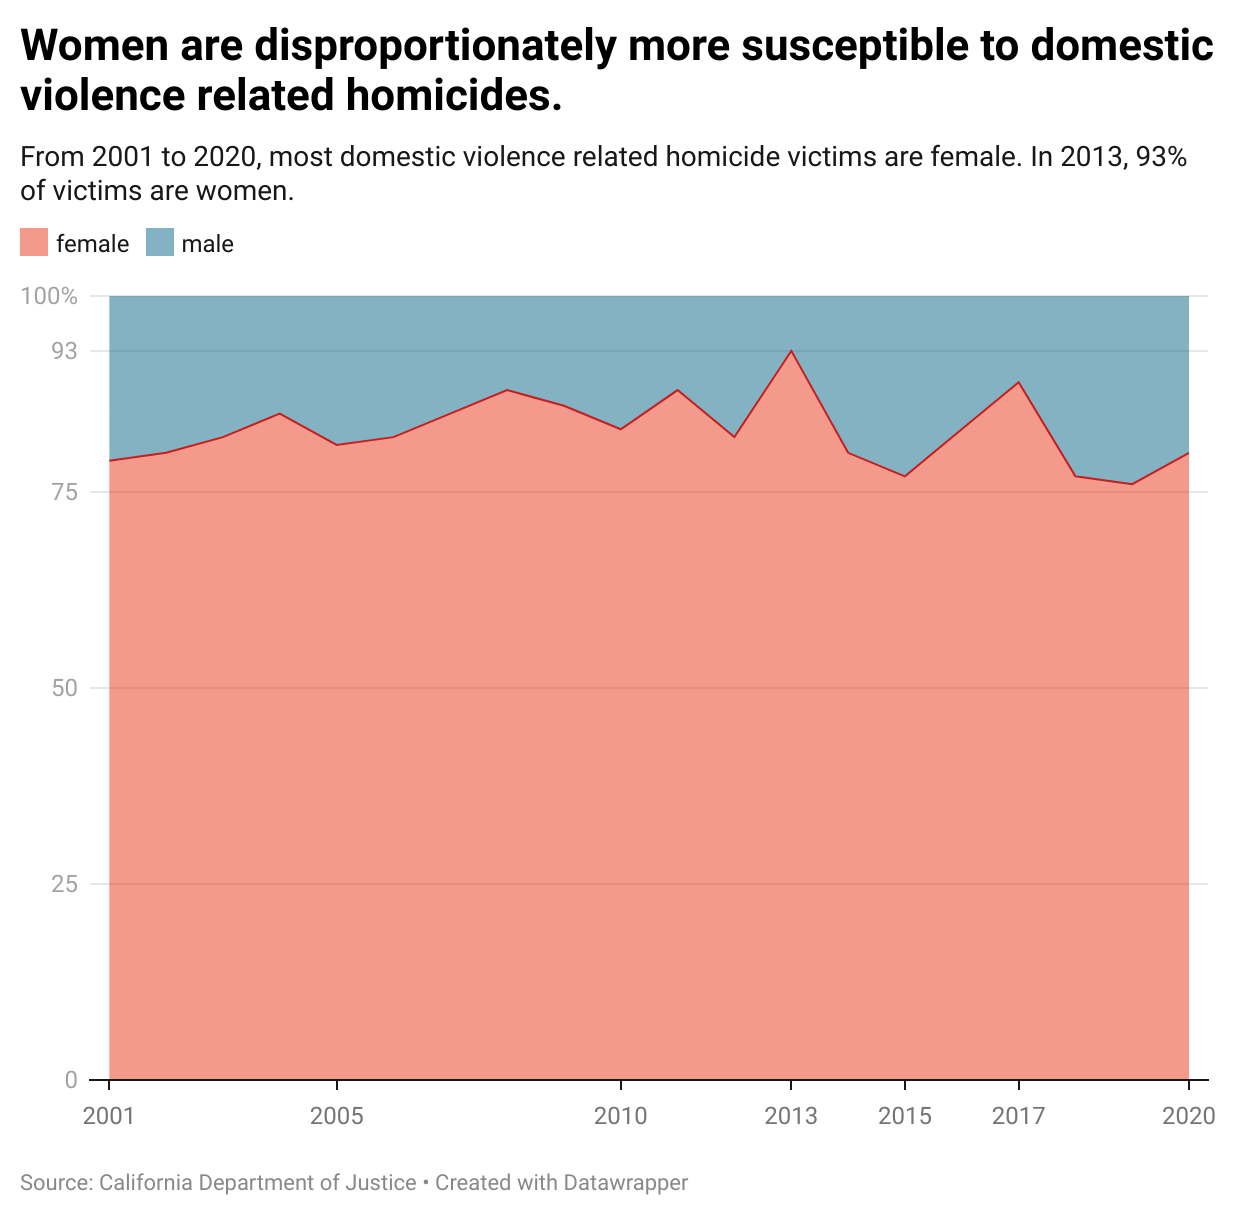 Women are disproportionately more susceptible to domestic
violence related homicides.
From 2001 to 2020, most domestic violence related homicide victims are female. In 2013, 93%
of victims are women.
female male
100%
93
75
50
25
0
2001 2005 2010 2013 2015 2017 2020
Source: California Department of Justice • Created with Datawrapper